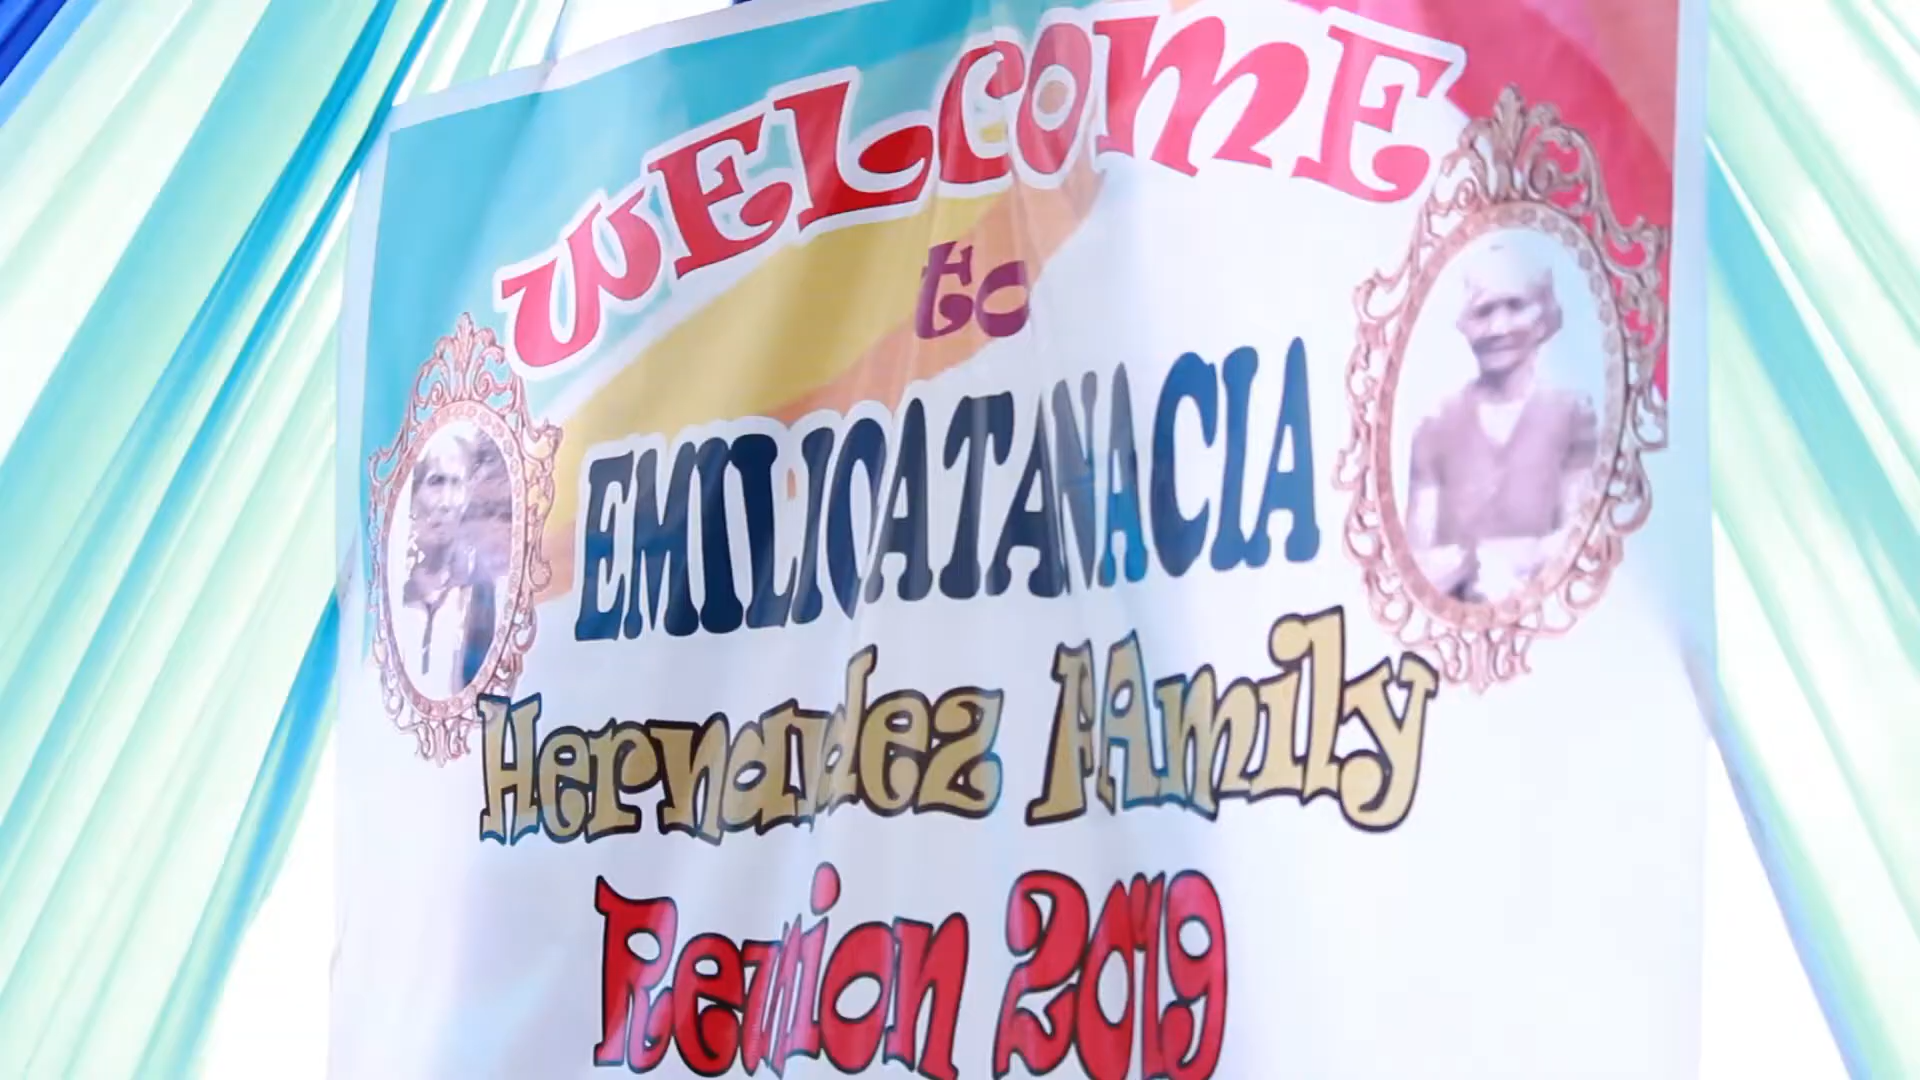 WELCOME
to
EMILIOATANACIA
Hernandez FAmily
Reunion 2019